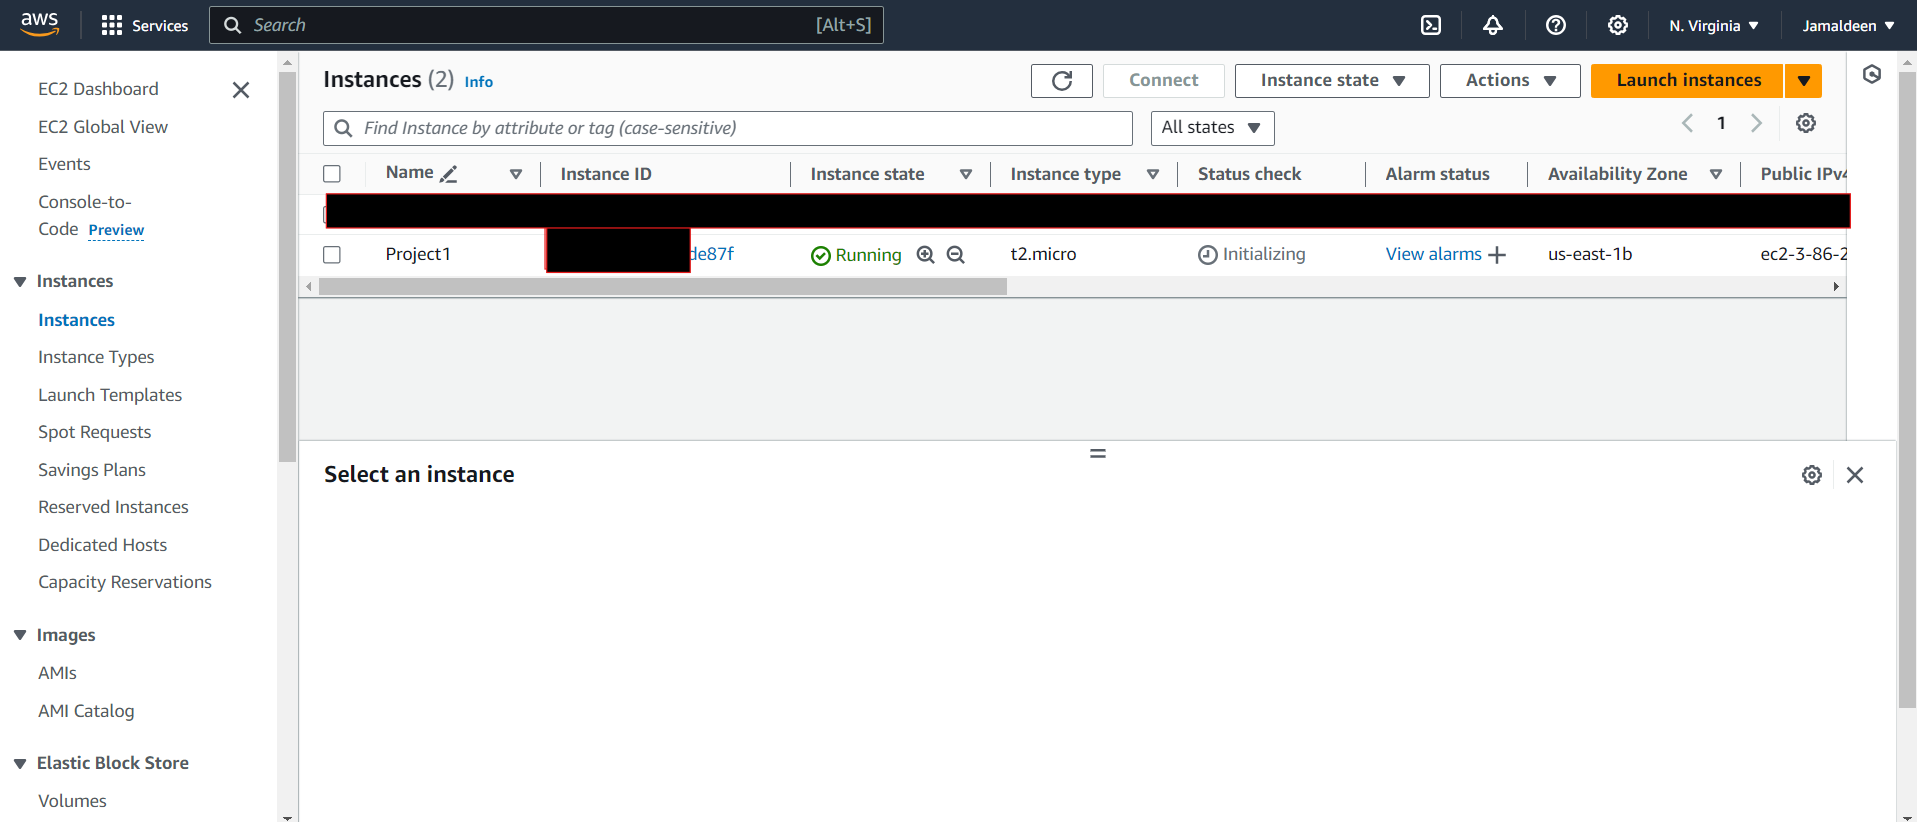 aws Services Search [Alt+S] N. Virginia Jamaldeen
EC2 Dashboard
EC2 Global View
Events
Console-to-
Code Preview
Instances
Instances
Instance Types
Launch Templates
Spot Requests
Savings Plans
Reserved Instances
Dedicated Hosts
Capacity Reservations
Images
AMIs
AMI Catalog
Elastic Block Store
Volumes
Instances (2) Info Connect Instance state Actions Launch instances
Find Instance by attribute or tag (case-sensitive) All states 1
Name Instance ID Instance state Instance type Status check Alarm status Availability Zone Public IPv4
Project1 de87f Running t2.micro Initializing View alarms us-east-1b ec2-3-86-2
Select an instance